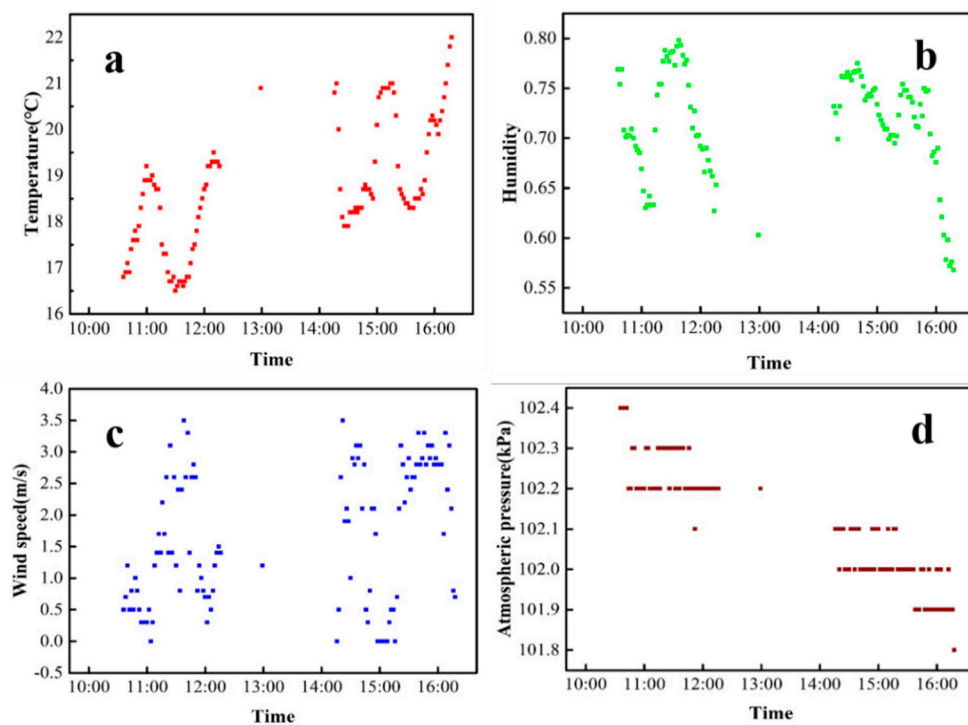 a
Temperature(°C)
22
21
20
19
18
17
16
10:00 11:00 12:00 13:00 14:00 15:00 16:00
Time
b
Humidity
0.80
0.75
0.70
0.65
0.60
0.55
10:00 11:00 12:00 13:00 14:00 15:00 16:00
Time
c
Wind speed(m/s)
4.0
3.5
3.0
2.5
2.0
1.5
1.0
0.5
0.0
-0.5
10:00 11:00 12:00 13:00 14:00 15:00 16:00
Time
d
Atmospheric pressure(kPa)
102.4
102.3
102.2
102.1
102.0
101.9
101.8
10:00 11:00 12:00 13:00 14:00 15:00 16:00
Time